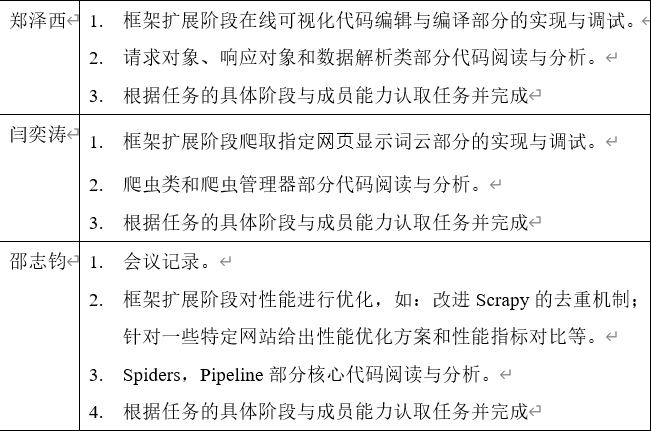 郑泽西
1. 框架扩展阶段在线可视化代码编辑与编译部分的实现与调试。
2. 请求对象、响应对象和数据解析类部分代码阅读与分析。
3. 根据任务的具体阶段与成员能力认取任务并完成
闫奕涛
1. 框架扩展阶段爬取指定网页显示词云部分的实现与调试。
2. 爬虫类和爬虫管理器部分代码阅读与分析。
3. 根据任务的具体阶段与成员能力认取任务并完成
邵志钧
1. 会议记录。
2. 框架扩展阶段对性能进行优化，如：改进 Scrapy 的去重机制；
针对一些特定网站给出性能优化方案和性能指标对比等。
3. Spiders，Pipeline 部分核心代码阅读与分析。
4. 根据任务的具体阶段与成员能力认取任务并完成